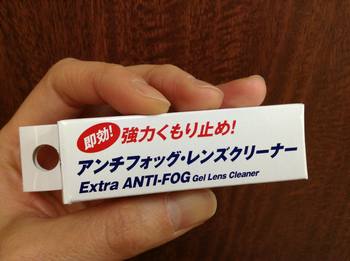 即効!
強力くもり止め!
アンチフォッグ・レンズクリーナー
Extra ANTI-FOG Gel Lens Cleaner